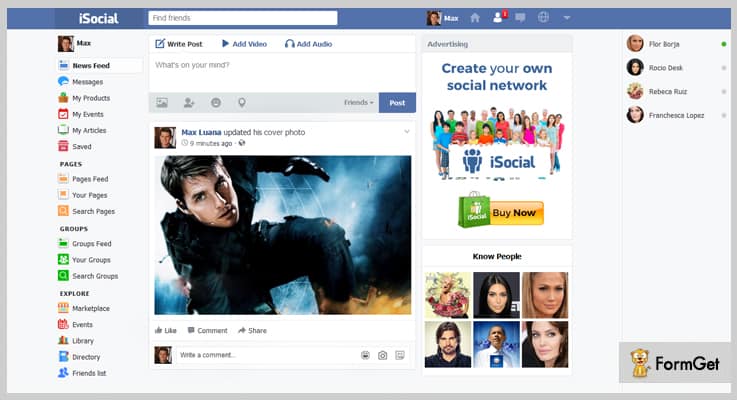 iSocial
Find friends
Max
2
Max
News Feed
Messages
My Products
My Events
My Articles
Saved
PAGES
Pages Feed
Your Pages
Search Pages
GROUPS
Groups Feed
Your Groups
Search Groups
EXPLORE
Marketplace
Events
Library
Directory
Friends list
Write Post
Add Video
Add Audio
What's on your mind?
Friends
Post
Max Luana updated his cover photo
9 minutes ago
Like
Comment
Share
Write a comment...
Advertising
Create your own
social network
iSocial
iSocial
Buy Now
Know People
Flor Borja
Rocio Desk
Rebeca Ruiz
Franchesca Lopez
FormGet